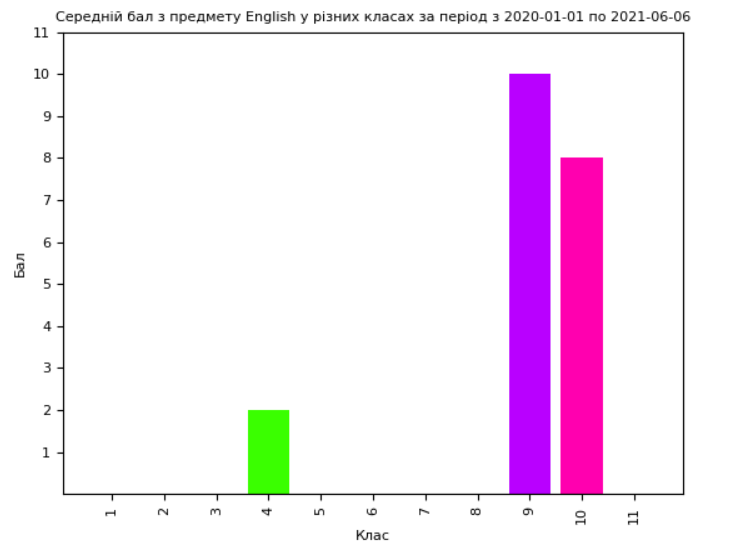 Середній бал з предмету English у різних класах за період з 2020-01-01 по 2021-06-06
11
10
9
8
7
6
5
4
3
2
1
Бал
1 2 3 4 5 6 7 8 9 10 11
Клас